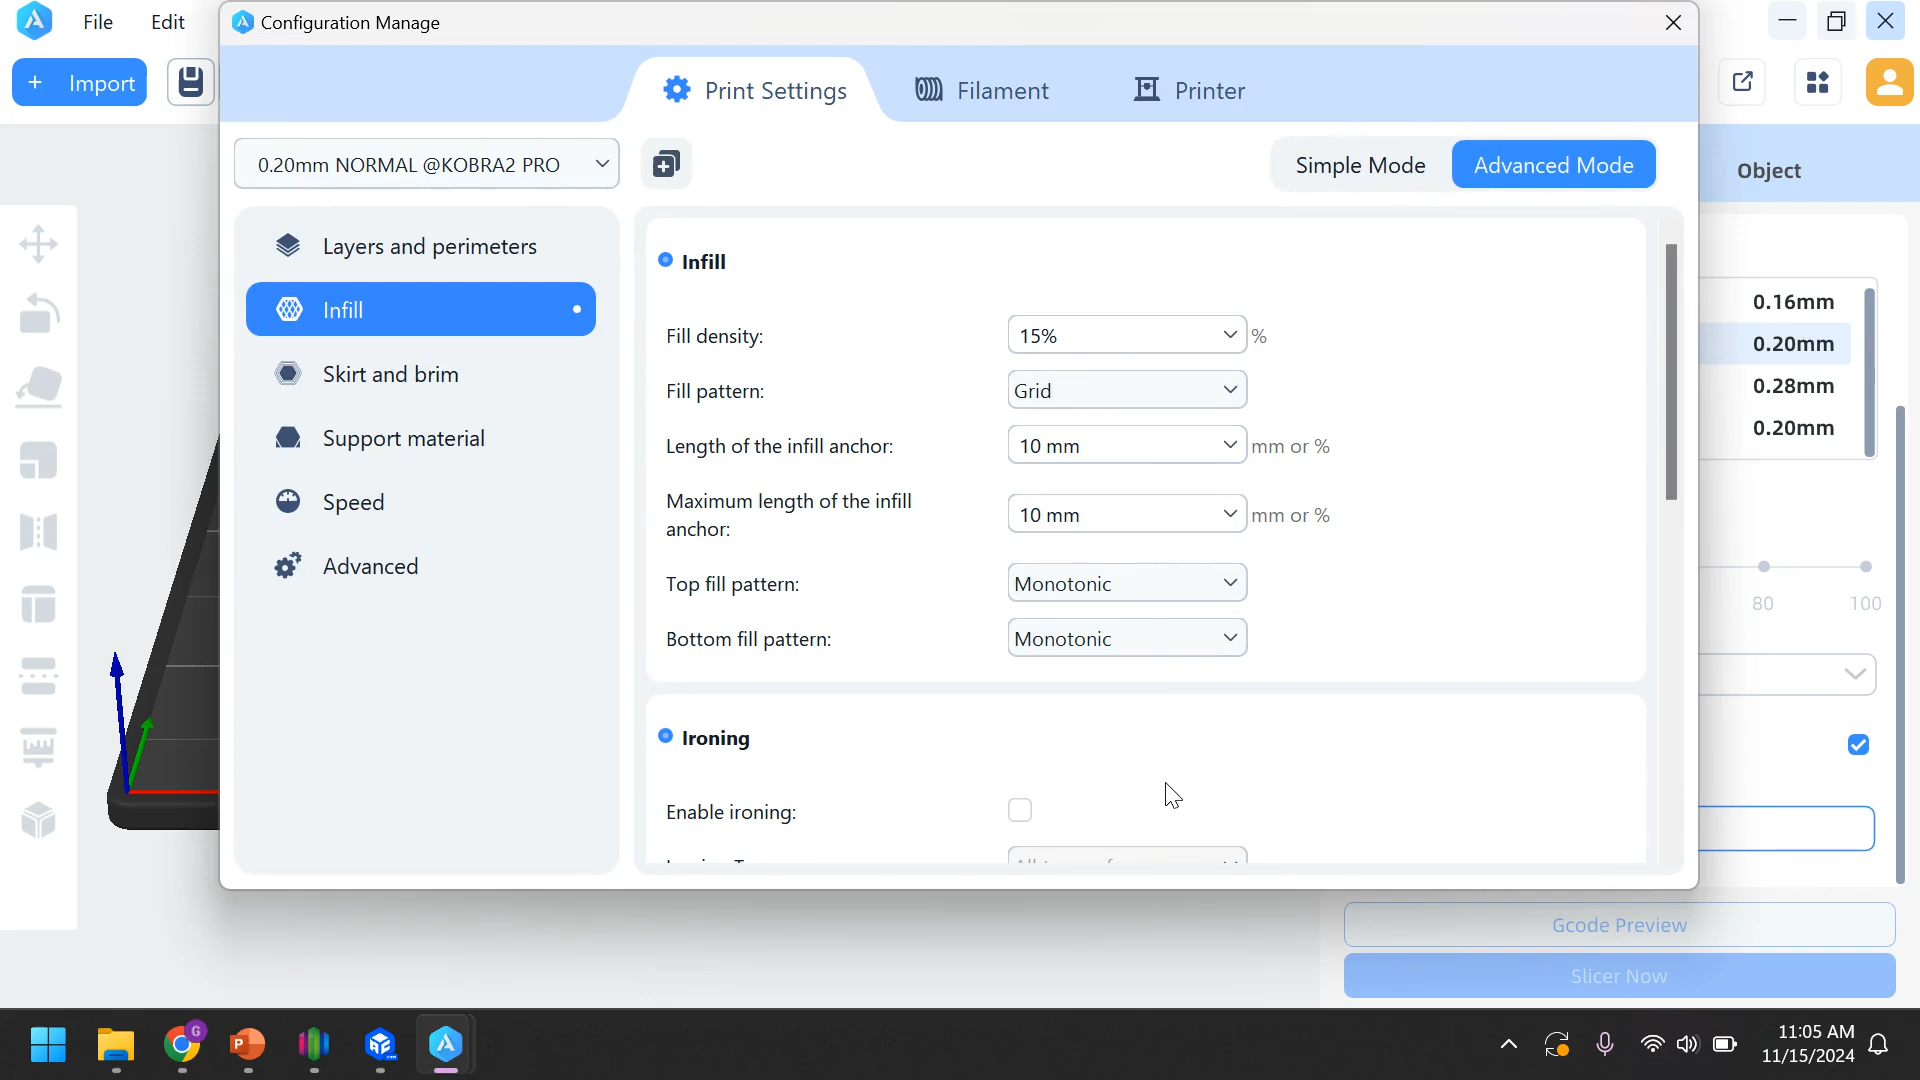 File Edit
Configuration Manage
+ Import
Print Settings
Filament
Printer
0.20mm NORMAL @KOBRA2 PRO
Simple Mode
Advanced Mode
Object
Layers and perimeters
Infill
Skirt and brim
Support material
Speed
Advanced
Infill
Fill density: 15% %
Fill pattern: Grid
Length of the infill anchor: 10 mm mm or %
Maximum length of the infill
anchor: 10 mm mm or %
Top fill pattern: Monotonic
Bottom fill pattern: Monotonic
Ironing
Enable ironing:
0.16mm
0.20mm
0.28mm
0.20mm
80 100
Gcode Preview
Slicer Now
G
P
11:05 AM
11/15/2024